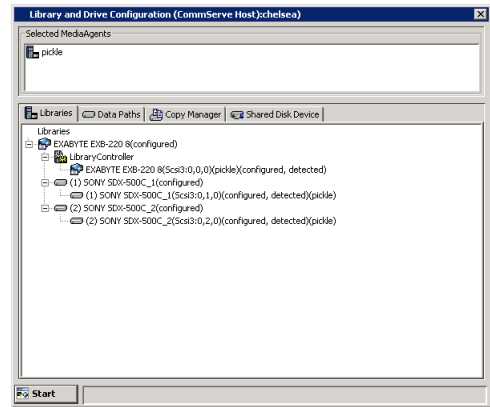 Library and Drive Configuration (CommServe Host):chelsea)
Selected MediaAgents
pickle
Libraries
Data Paths
Copy Manager
Shared Disk Device
Libraries
EXABYTE EXB-220 8(configured)
LibraryController
EXABYTE EXB-220 8(Scsi3:0,0,0)(pickle)(configured, detected)
(1) SONY SDX-500C_1(configured)
(1) SONY SDX-500C_1(Scsi3:0,1,0)(configured, detected)(pickle)
(2) SONY SDX-500C_2(configured)
(2) SONY SDX-500C_2(Scsi3:0,2,0)(configured, detected)(pickle)
Start